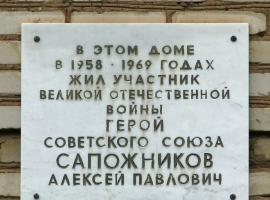 В ЭТОМ ДОМЕ
В 1958 · 1969 ГОДАХ
ЖИЛ УЧАСТНИК
ВЕЛИКОЙ ОТЕЧЕСТВЕННОЙ
ВОЙНЫ
ГЕРОЙ
СОВЕТСКОГО СОЮЗА
САПОЖНИКОВ
АЛЕКСЕЙ ПАВЛОВИЧ